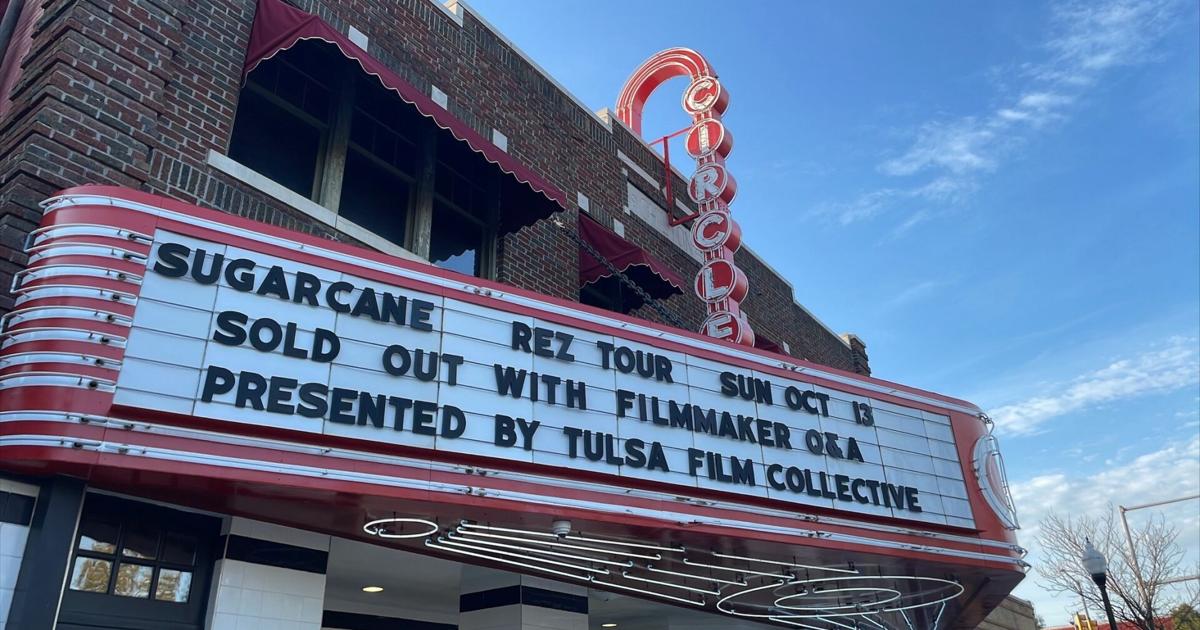 CIRCLE
SUGARCANE REZ TOUR SUN OCT 13
SOLD OUT WITH FILMMAKER Q&A
PRESENTED BY TULSA FILM COLLECTIVE